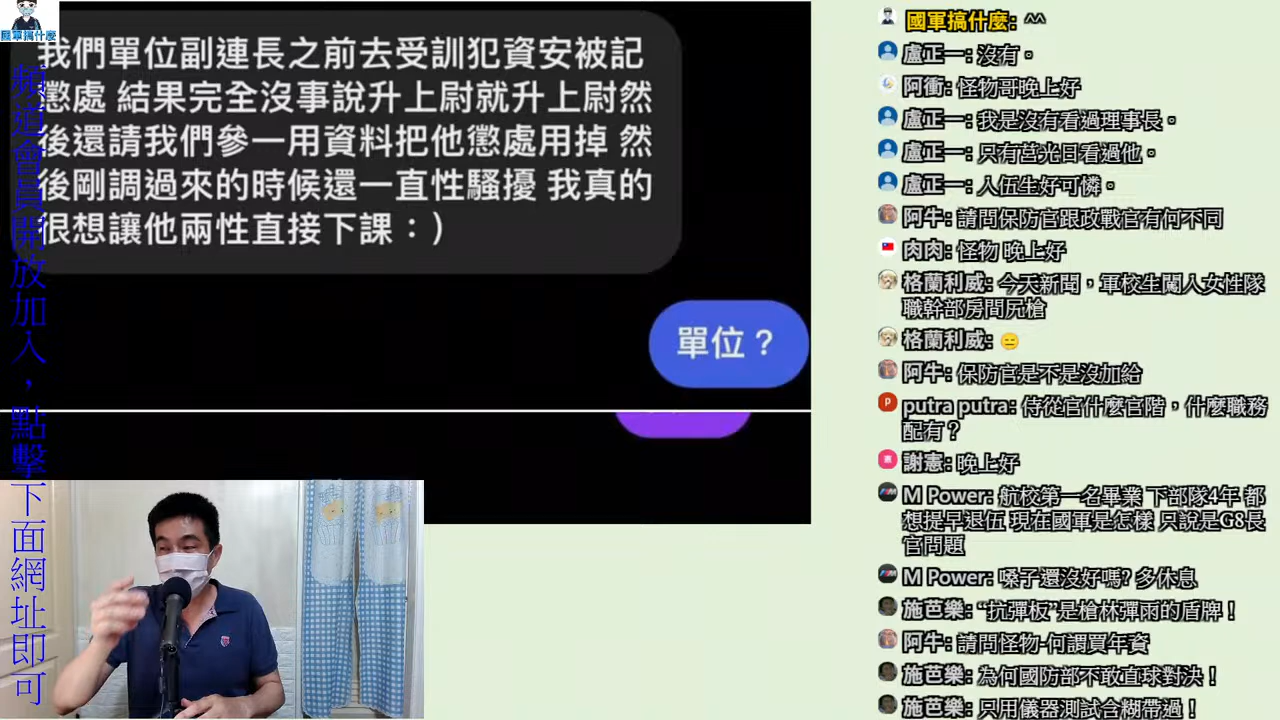 國軍搞什麼
我們單位副連長之前去受訓犯資安被記
懲處 結果完全沒事說升上尉就升上尉然
後還請我們參一用資料把他懲處用掉 然
後剛調過來的時候還一直性騷擾 我真的
很想讓他兩性直接下課：）
單位？
頻道會員開放加入，點擊下面網址即可
國軍搞什麼: ^^
盧正一: 沒有。
阿衝: 怪物哥晚上好
盧正一: 我是沒有看過理事長。
盧正一: 只有莒光日看過他。
盧正一: 人伍生好可憐。
阿牛: 請問保防官跟政戰官有何不同
肉肉: 怪物 晚上好
格蘭利威: 今天新聞，軍校生闖人女性隊
職幹部房間尻槍
格蘭利威: 😑
阿牛: 保防官是不是沒加給
putra putra: 侍從官什麼官階，什麼職務
配有？
謝憲: 晚上好
M Power: 航校第一名畢業 下部隊4年 都
想提早退伍 現在國軍是怎樣 只說是G8長
官問題
M Power: 嗓子還沒好嗎? 多休息
施芭樂: “抗彈板”是槍林彈雨的盾牌！
阿牛: 請問怪物-何謂買年資
施芭樂: 為何國防部不敢直球對決！
施芭樂: 只用儀器測試含糊帶過！